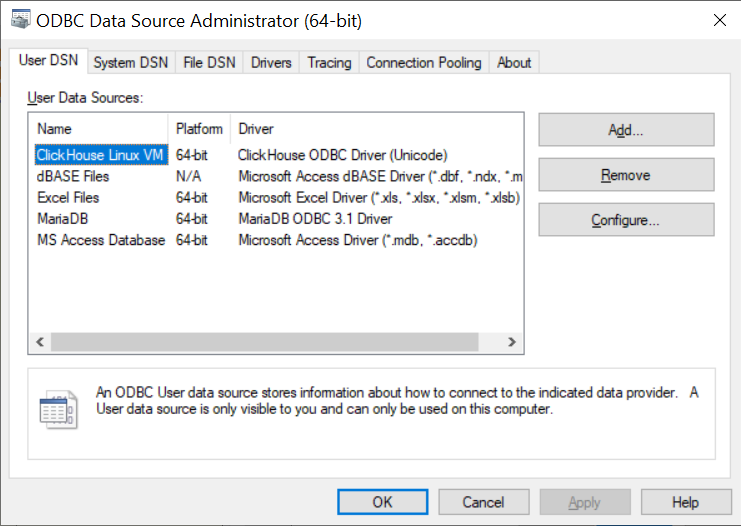 ODBC Data Source Administrator (64-bit)
User DSN System DSN File DSN Drivers Tracing Connection Pooling About
User Data Sources:
Name Platform Driver
ClickHouse Linux VM 64-bit ClickHouse ODBC Driver (Unicode)
dBASE Files N/A Microsoft Access dBASE Driver (*.dbf, *.ndx, *.m
Excel Files 64-bit Microsoft Excel Driver (*.xls, *.xlsx, *.xlsm, *.xlsb)
MariaDB 64-bit MariaDB ODBC 3.1 Driver
MS Access Database 64-bit Microsoft Access Driver (*.mdb, *.accdb)
Add...
Remove
Configure...
An ODBC User data source stores information about how to connect to the indicated data provider. A
User data source is only visible to you and can only be used on this computer.
OK Cancel Apply Help